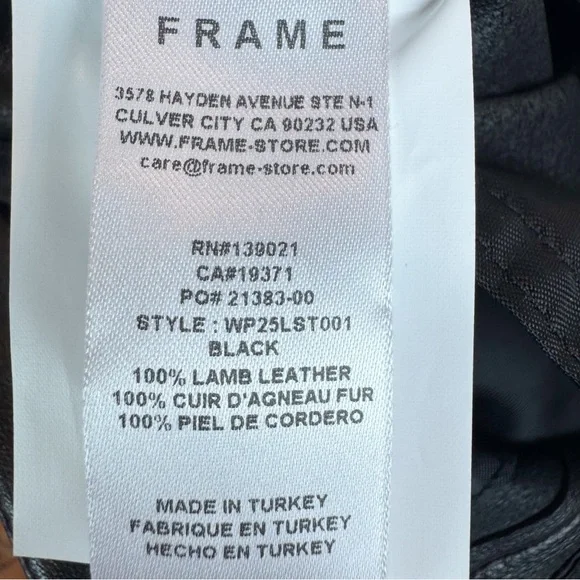 FRAME
3578 HAYDEN AVENUE STE N-1
CULVER CITY CA 90232 USA
WWW.FRAME-STORE.COM
care@frame-store.com
RN#139021
CA#19371
PO# 21383-00
STYLE : WP25LST001
BLACK
100% LAMB LEATHER
100% CUIR D'AGNEAU FUR
100% PIEL DE CORDERO
MADE IN TURKEY
FABRIQUE EN TURKEY
HECHO EN TURKEY